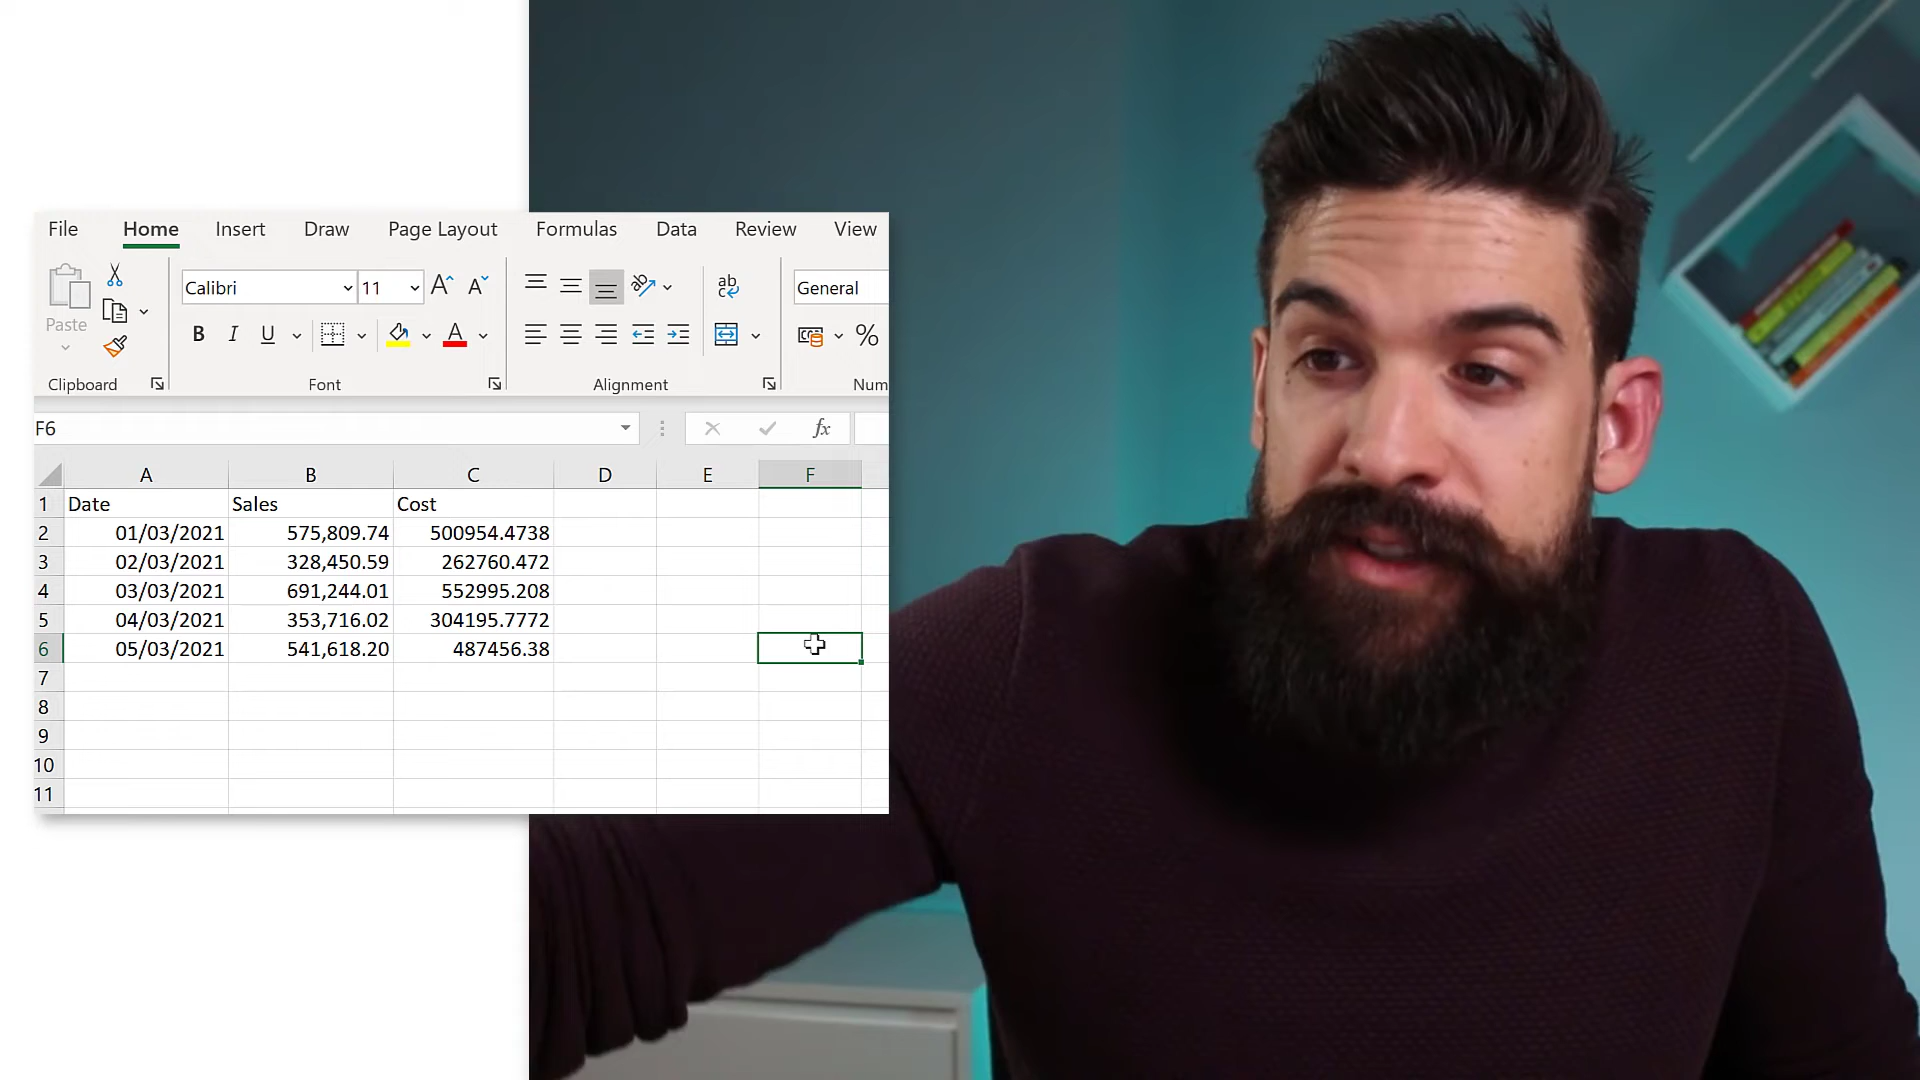 File Home Insert Draw Page Layout Formulas Data Review View
Calibri 11 General
Paste B I U A %
Clipboard Font Alignment Num
F6 fx
A B C D E F
1 Date Sales Cost
2 01/03/2021 575,809.74 500954.4738
3 02/03/2021 328,450.59 262760.472
4 03/03/2021 691,244.01 552995.208
5 04/03/2021 353,716.02 304195.7772
6 05/03/2021 541,618.20 487456.38
7
8
9
10
11